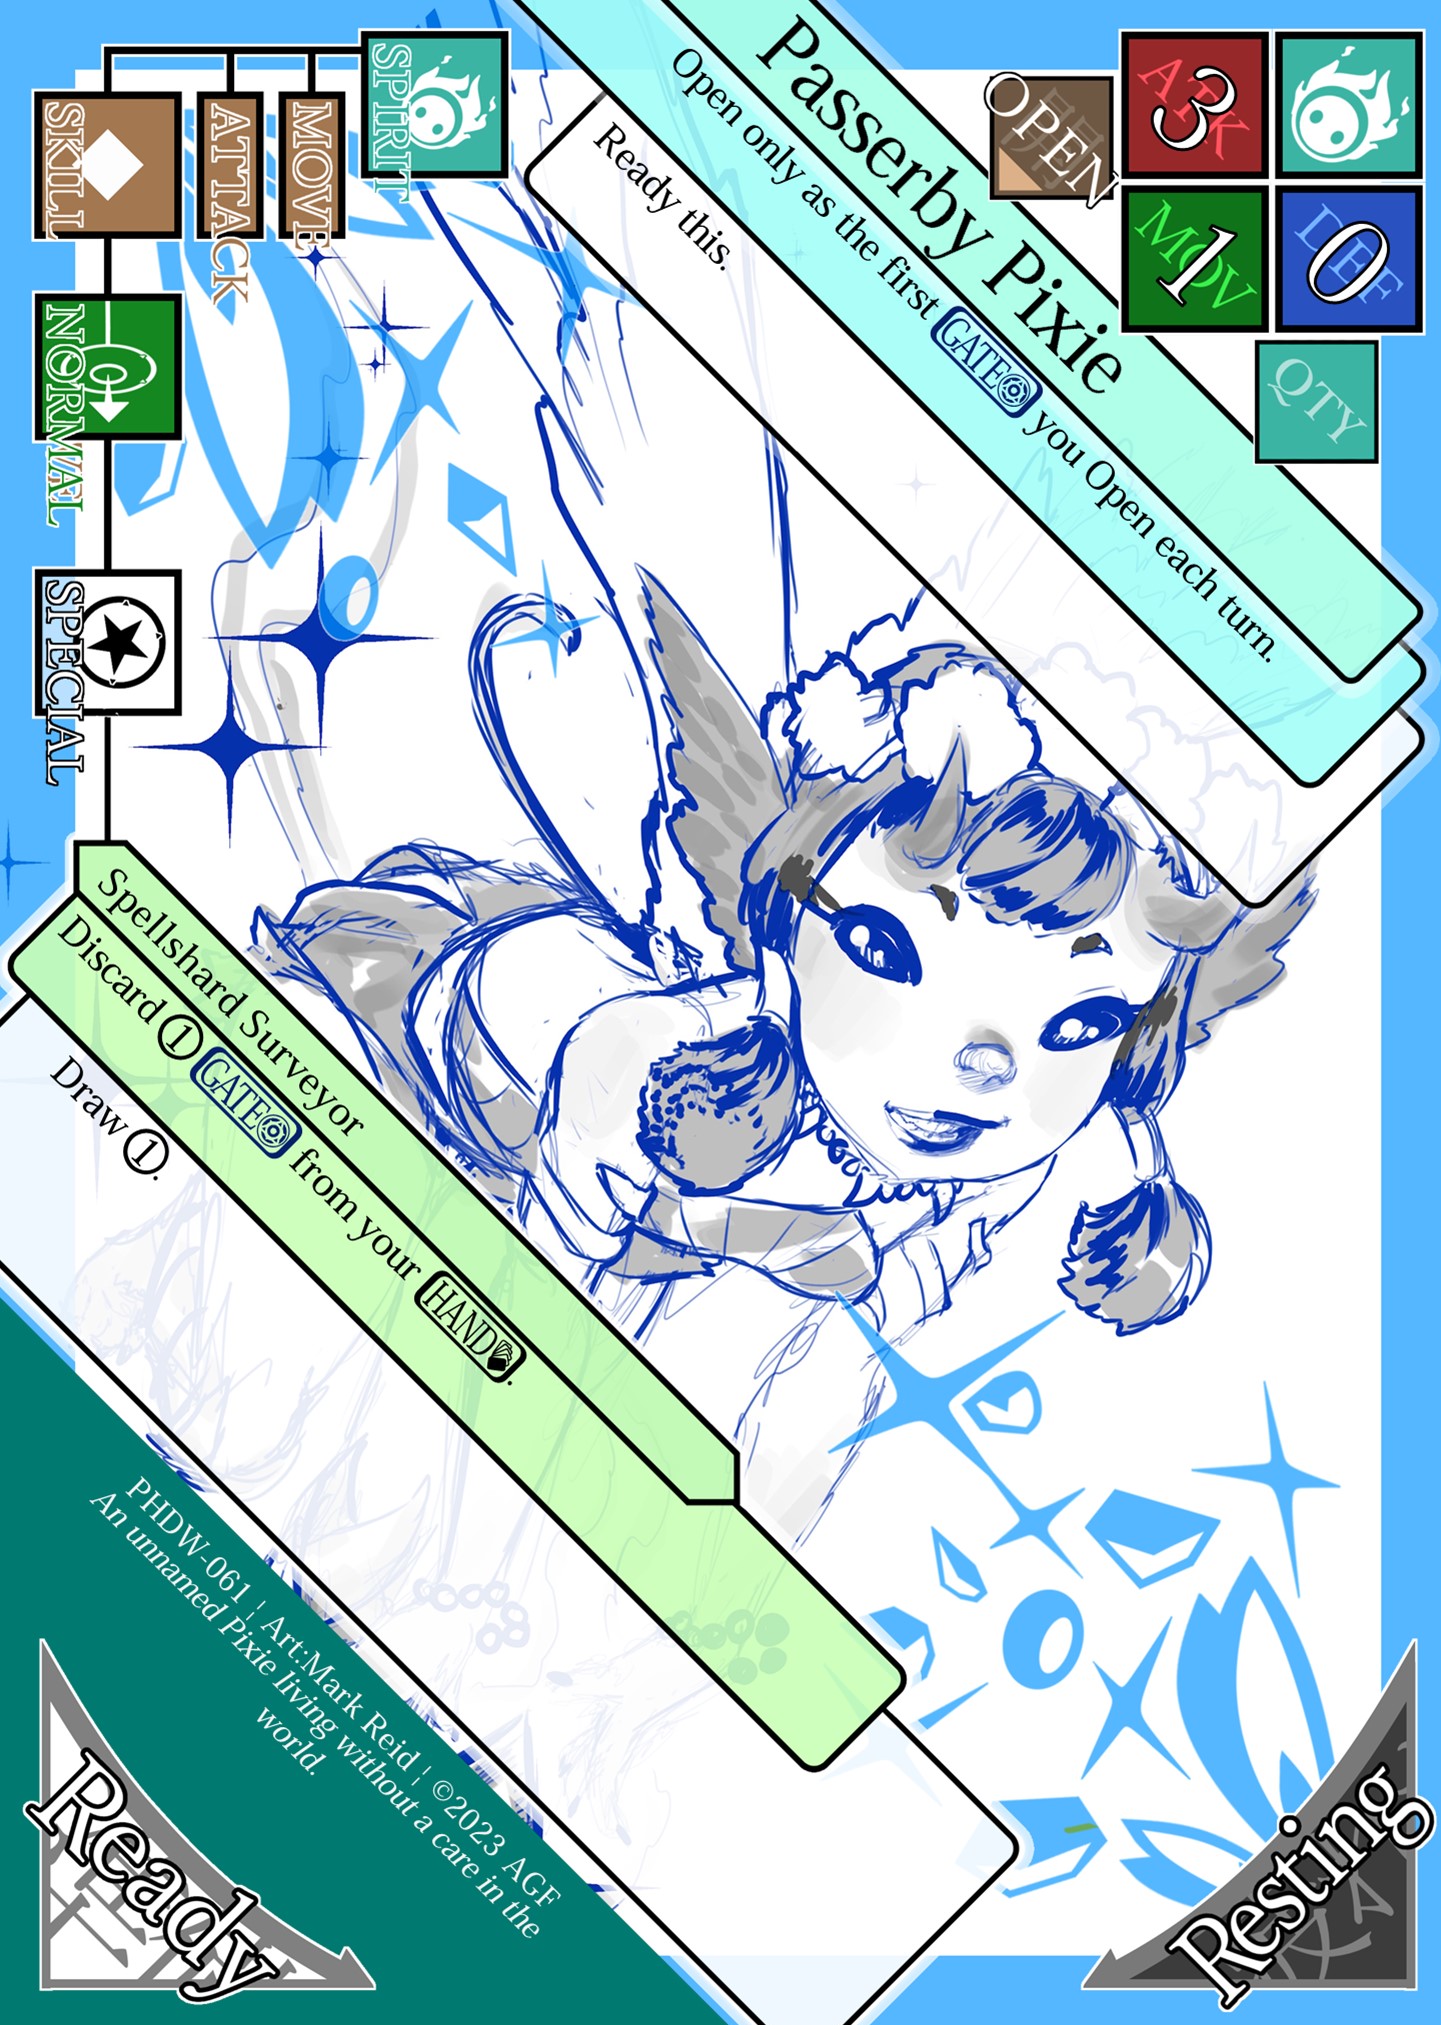 Passerby Pixie
Open only as the first GATE you Open each turn.
Ready this.
OPEN
ATK 3
MOV 1
DEF 0
QTY
SPIRIT
MOVE
ATTACK
SKILL
NORMAL
SPECIAL
Spellshard Surveyor
Discard 1 GATE from your HAND.
Draw 1.
PHDW-061 ¦ Art:Mark Reid ¦ ©2023 AGF
An unnamed Pixie living without a care in the
world.
Ready
Resting